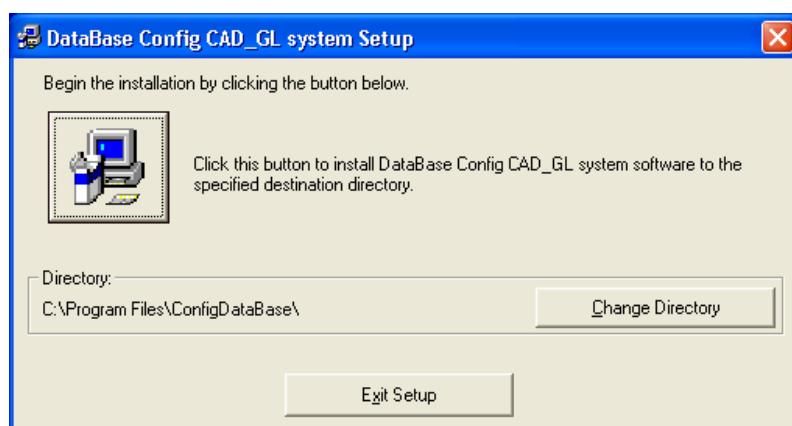 DataBase Config CAD_GL system Setup
Begin the installation by clicking the button below.
Click this button to install DataBase Config CAD_GL system software to the
specified destination directory.
Directory:
C:\Program Files\ConfigDataBase\
Change Directory
Exit Setup